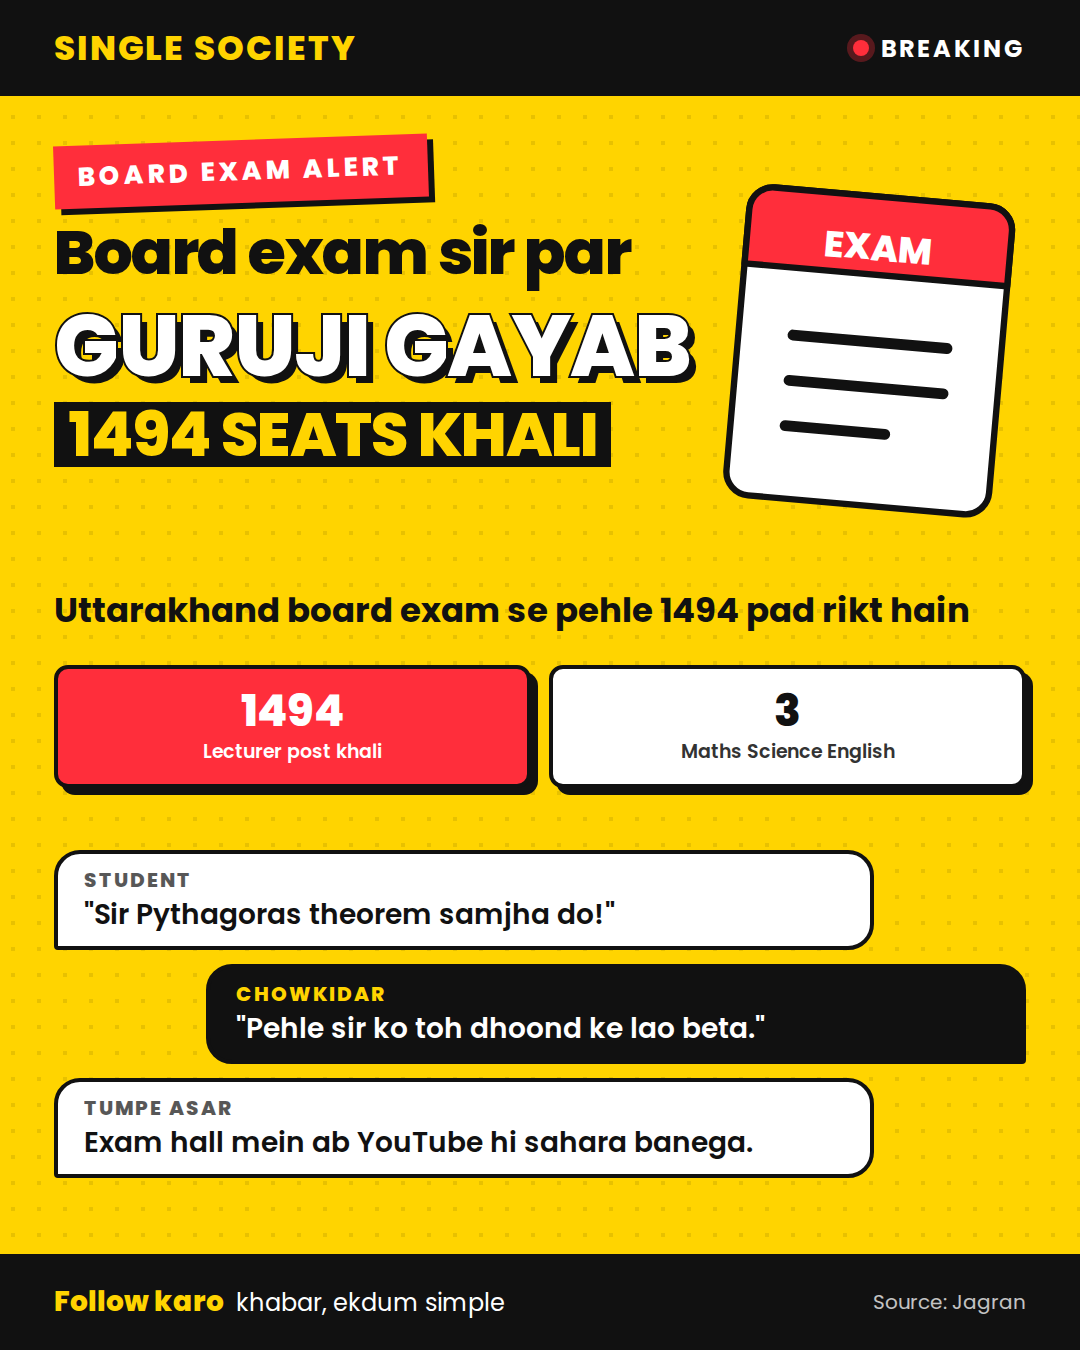 SINGLE SOCIETY
BREAKING
BOARD EXAM ALERT
Board exam sir par
GURUJI GAYAB
1494 SEATS KHALI
EXAM
Uttarakhand board exam se pehle 1494 pad rikt hain
1494
Lecturer post khali
3
Maths Science English
STUDENT
"Sir Pythagoras theorem samjha do!"
CHOWKIDAR
"Pehle sir ko toh dhoond ke lao beta."
TUMPE ASAR
Exam hall mein ab YouTube hi sahara banega.
Follow karo khabar, ekdum simple
Source: Jagran